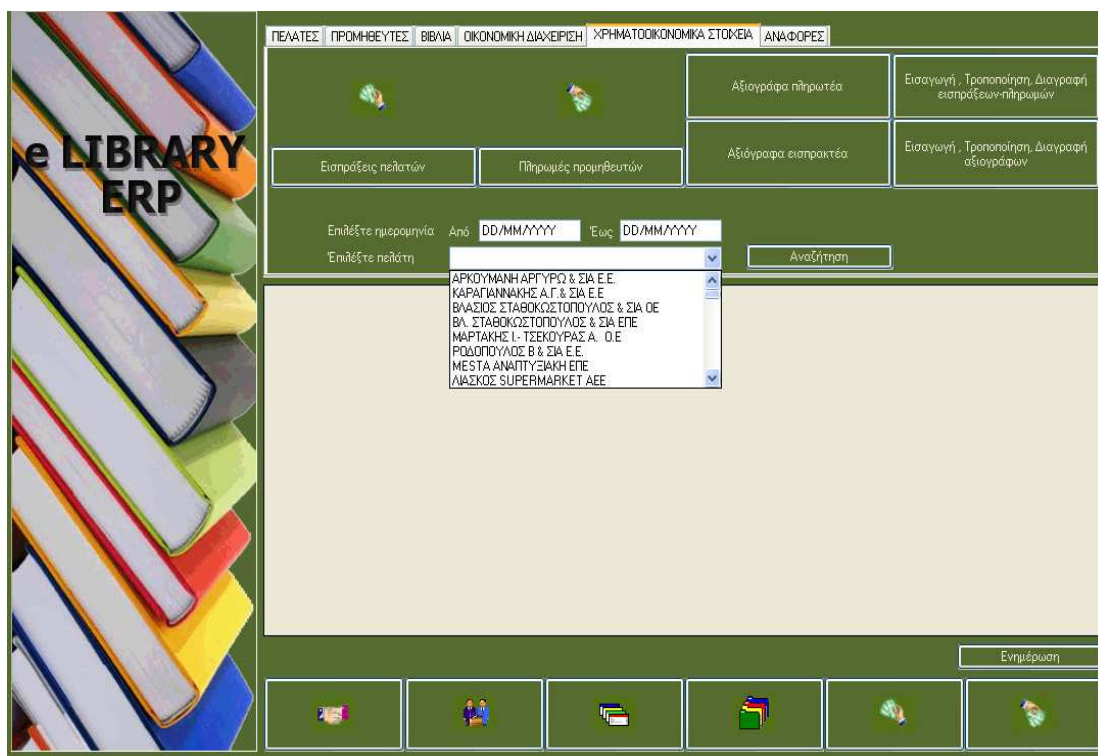 e LIBRARY
ERP
ΠΕΛΑΤΕΣ ΠΡΟΜΗΘΕΥΤΕΣ ΒΙΒΛΙΑ ΟΙΚΟΝΟΜΙΚΗ ΔΙΑΧΕΙΡΙΣΗ ΧΡΗΜΑΤΟΟΙΚΟΝΟΜΙΚΑ ΣΤΟΙΧΕΙΑ ΑΝΑΦΟΡΕΣ
Εισπράξεις πελατών
Πληρωμές προμηθευτών
Αξιογράφα πληρωτέα
Αξιόγραφα εισπρακτέα
Εισαγωγή , Τροποποίηση, Διαγραφή
εισπράξεων-πληρωμών
Εισαγωγή , Τροποποίηση, Διαγραφή
αξιογράφων
Επιλέξτε ημερομηνία Από DD/MM/YYYY Έως DD/MM/YYYY
Έπιλέξτε πελάτη
Αναζήτηση
ΑΡΚΟΥΜΑΝΗ ΑΡΓΥΡΩ & ΣΙΑ Ε.Ε.
ΚΑΡΑΓΙΑΝΝΑΚΗΣ Α.Γ.& ΣΙΑ Ε.Ε
ΒΛΑΣΙΟΣ ΣΤΑΘΟΚΩΣΤΟΠΟΥΛΟΣ & ΣΙΑ ΟΕ
ΒΛ. ΣΤΑΘΟΚΩΣΤΟΠΟΥΛΟΣ & ΣΙΑ ΕΠΕ
ΜΑΡΤΑΚΗΣ Ι.- ΤΣΕΚΟΥΡΑΣ Α. Ο.Ε
ΡΟΔΟΠΟΥΛΟΣ Β & ΣΙΑ Ε.Ε.
MESTA ΑΝΑΠΤΥΞΙΑΚΗ ΕΠΕ
ΛΙΑΣΚΟΣ SUPERMARKET ΑΕΕ
Ενημέρωση